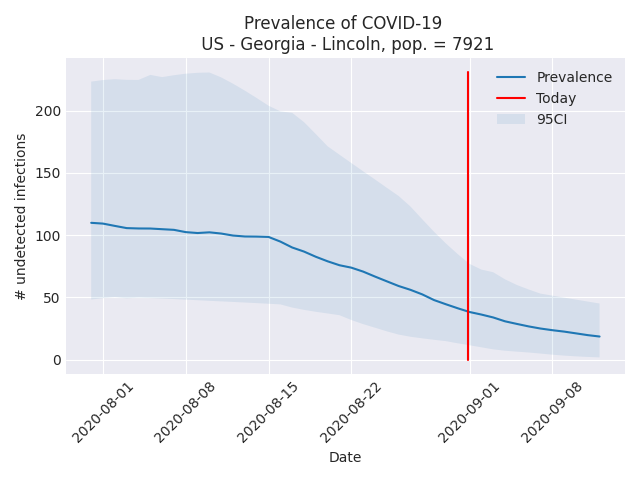 Prevalence of COVID-19
US - Georgia - Lincoln, pop. = 7921
Prevalence
Today
95CI
# undetected infections
200
150
100
50
0
2020-08-01
2020-08-08
2020-08-15
2020-08-22
2020-09-01
2020-09-08
Date